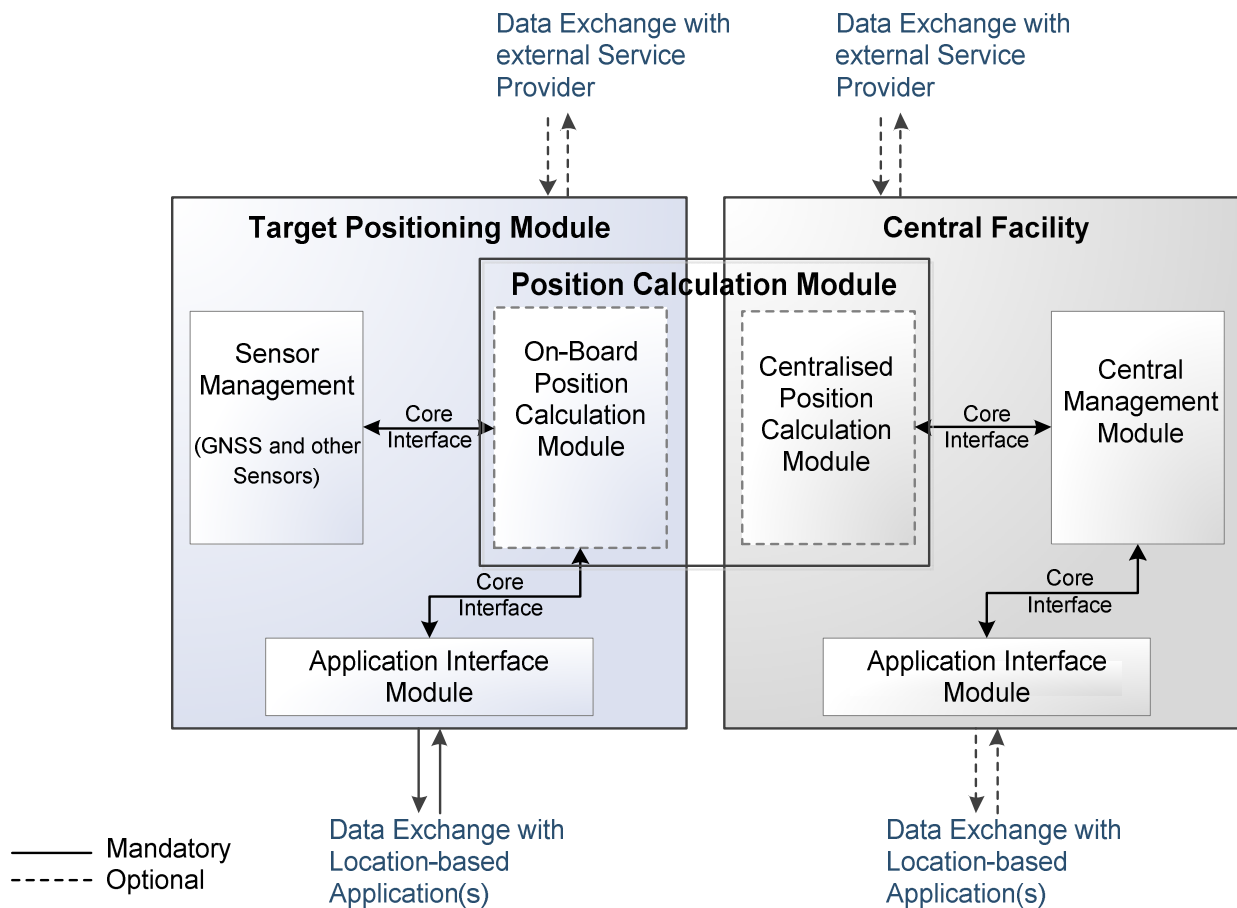 Data Exchange with
external Service
Provider
Data Exchange with
external Service
Provider
Target Positioning Module
Central Facility
Position Calculation Module
Sensor
Management
(GNSS and other
Sensors)
Core
Interface
On-Board
Position
Calculation
Module
Centralised
Position
Calculation
Module
Core
Interface
Central
Management
Module
Core
Interface
Application Interface
Module
Core
Interface
Application Interface
Module
Data Exchange with
Location-based
Application(s)
Data Exchange with
Location-based
Application(s)
Mandatory
Optional